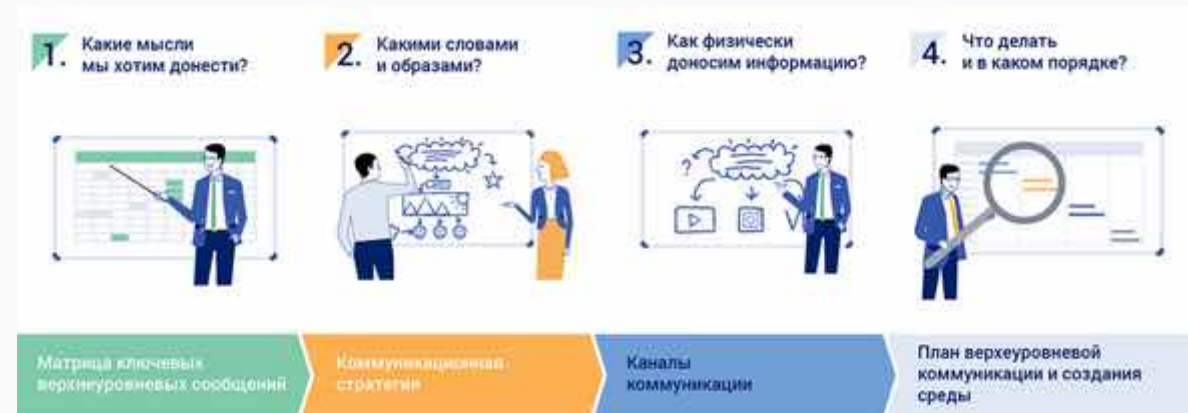 1.
Какие мысли
мы хотим донести?
2.
Какими словами
и образами?
3.
Как физически
доносим информацию?
4.
Что делать
и в каком порядке?
?
Матрица ключевых
верхнеуровневых сообщений
Коммуникационная
стратегия
Каналы
коммуникации
План верхеуровневой
коммуникации и создания
среды